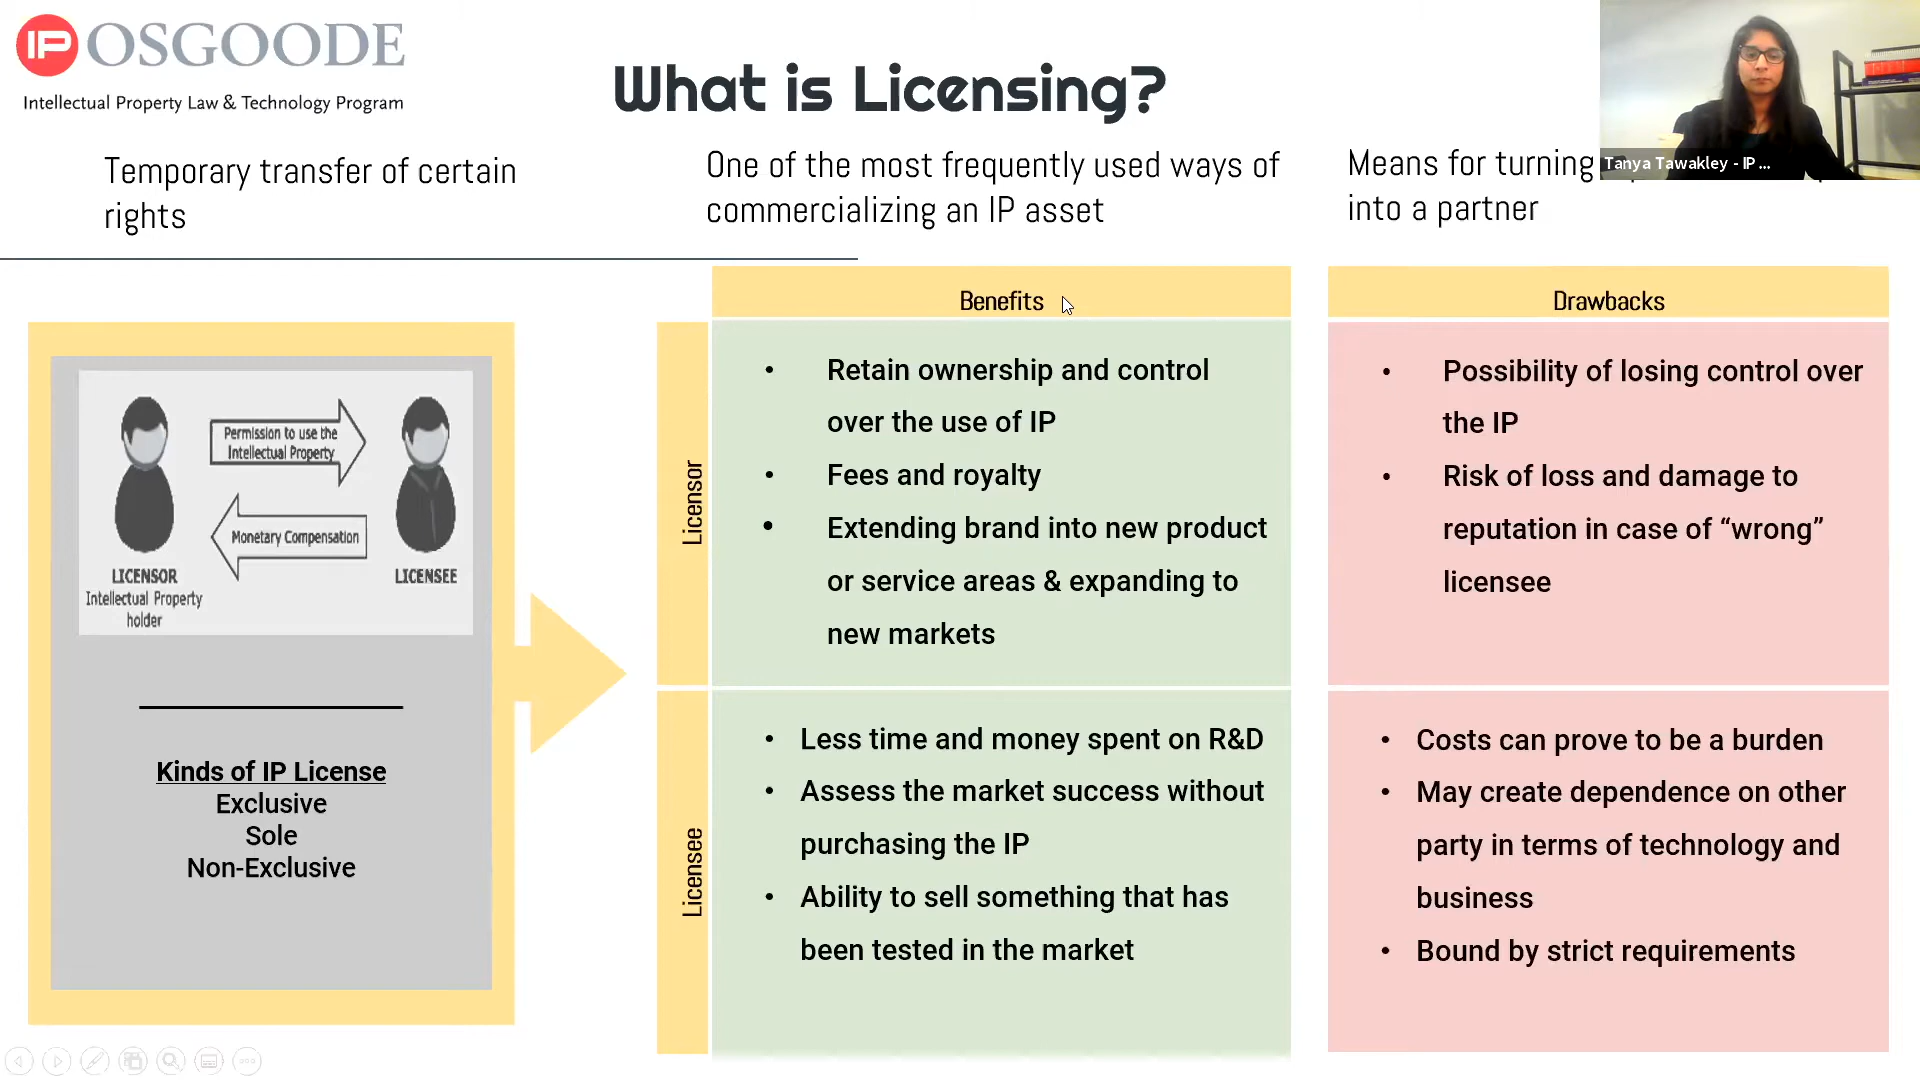 IP OSGOODE
Intellectual Property Law & Technology Program
What is Licensing?
Temporary transfer of certain
rights
One of the most frequently used ways of
commercializing an IP asset
Means for turning
into a partner
Tanya Tawakley - IP ...
Permission to use the
Intellectual Property
Monetary Compensation
LICENSOR
Intellectual Property
holder
LICENSEE
Kinds of IP License
Exclusive
Sole
Non-Exclusive
Benefits
Drawbacks
Licensor
• Retain ownership and control
over the use of IP
• Fees and royalty
• Extending brand into new product
or service areas & expanding to
new markets
• Possibility of losing control over
the IP
• Risk of loss and damage to
reputation in case of “wrong”
licensee
Licensee
• Less time and money spent on R&D
• Assess the market success without
purchasing the IP
• Ability to sell something that has
been tested in the market
• Costs can prove to be a burden
• May create dependence on other
party in terms of technology and
business
• Bound by strict requirements